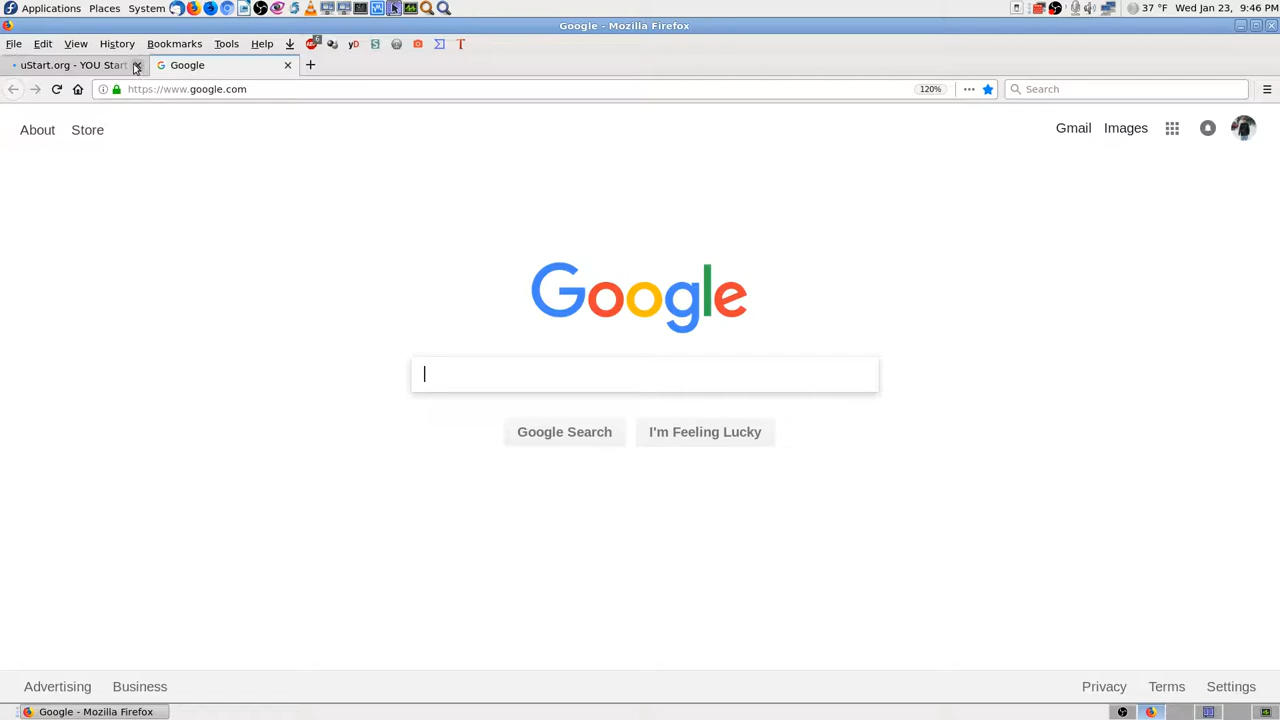 Applications Places System 37 °F Wed Jan 23, 9:46 PM
Google - Mozilla Firefox
File Edit View History Bookmarks Tools Help 6 yD S Σ T
uStart.org - YOU Start Google
https://www.google.com 120% Search
About Store Gmail Images
Google
Google Search I'm Feeling Lucky
Advertising Business Privacy Terms Settings
Google - Mozilla Firefox